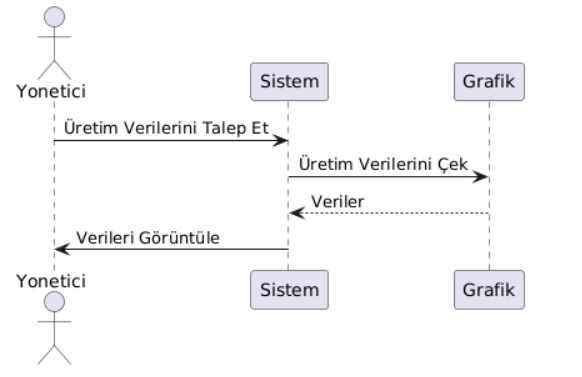 Yonetici
Sistem
Grafik
Üretim Verilerini Talep Et
Üretim Verilerini Çek
Veriler
Verileri Görüntüle
Yonetici
Sistem
Grafik